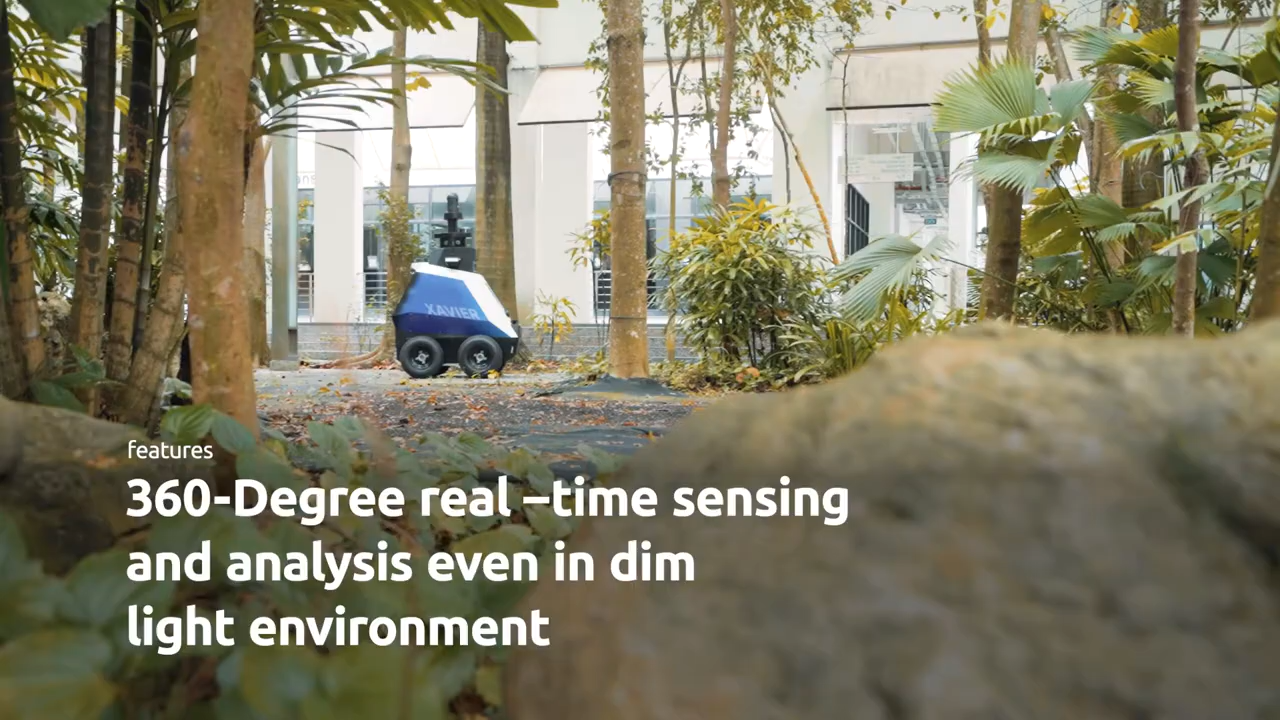 XAVIER
features
360-Degree real –time sensing
and analysis even in dim
light environment